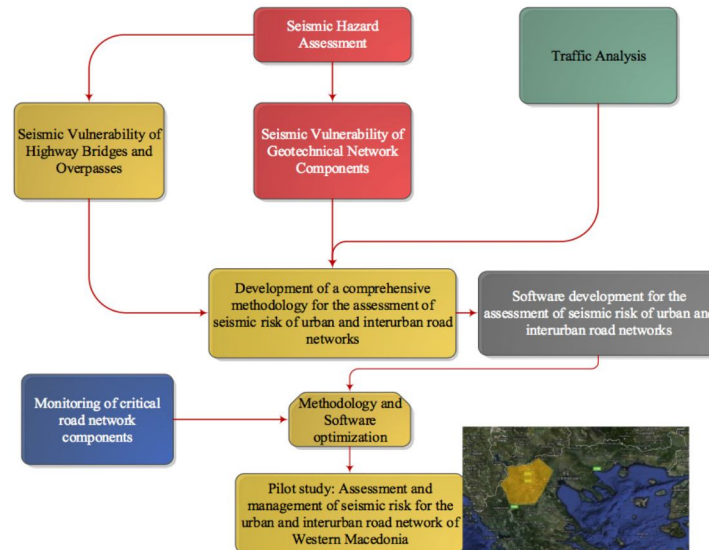 Seismic Hazard
Assessment
Traffic Analysis
Seismic Vulnerability of
Highway Bridges and
Overpasses
Seismic Vulnerability of
Geotechnical Network
Components
Development of a comprehensive
methodology for the assessment of
seismic risk of urban and interurban road
networks
Software development for the
assessment of seismic risk of urban and
interurban road networks
Monitoring of critical
road network
components
Methodology and
Software
optimization
Pilot study: Assessment and
management of seismic risk for the
urban and interurban road network of
Western Macedonia